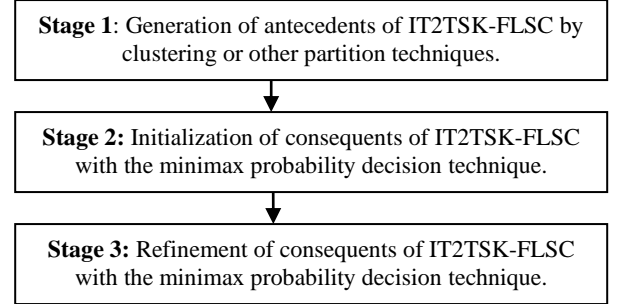 Stage 1: Generation of antecedents of IT2TSK-FLSC by
clustering or other partition techniques.
Stage 2: Initialization of consequents of IT2TSK-FLSC
with the minimax probability decision technique.
Stage 3: Refinement of consequents of IT2TSK-FLSC
with the minimax probability decision technique.